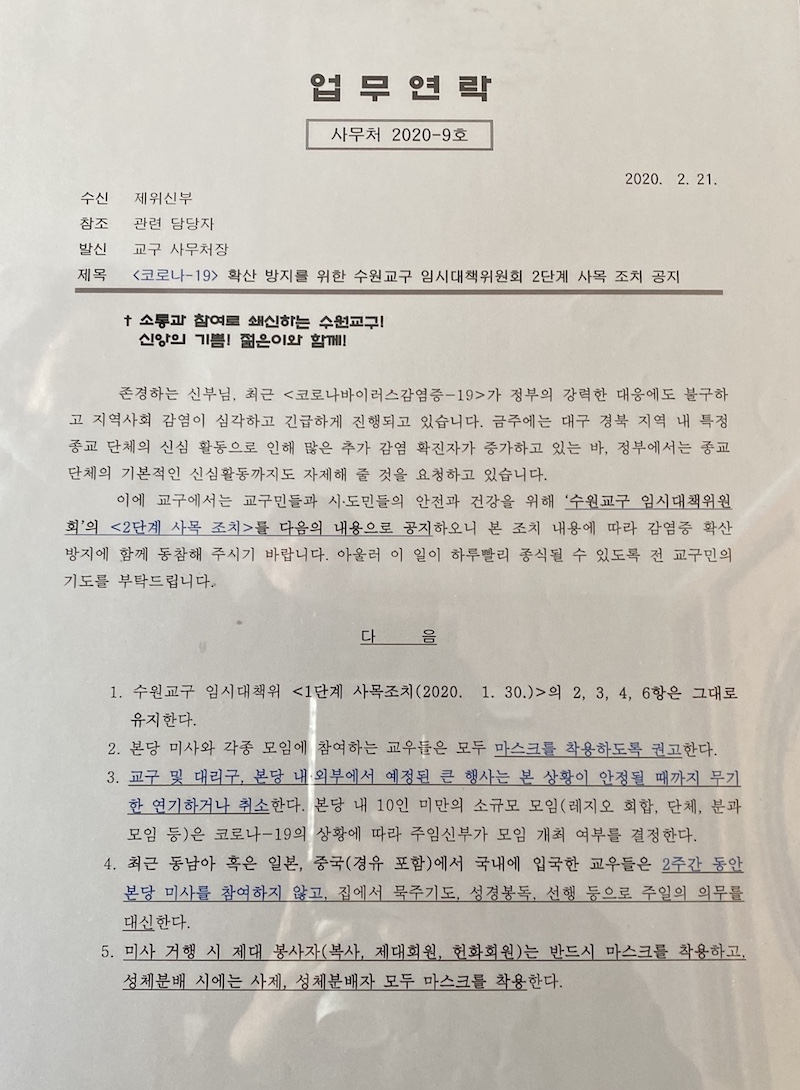 업무연락
사무처 2020-9호
2020. 2. 21.
수신 제위신부
참조 관련 담당자
발신 교구 사무처장
제목 <코로나-19> 확산 방지를 위한 수원교구 임시대책위원회 2단계 사목 조치 공지
† 소통과 참여로 쇄신하는 수원교구!
신앙의 기쁨! 젊은이와 함께!
존경하는 신부님, 최근 <코로나바이러스감염증-19>가 정부의 강력한 대응에도 불구하
고 지역사회 감염이 심각하고 긴급하게 진행되고 있습니다. 금주에는 대구 경북 지역 내 특정
종교 단체의 신심 활동으로 인해 많은 추가 감염 확진자가 증가하고 있는 바, 정부에서는 종교
단체의 기본적인 신심활동까지도 자제해 줄 것을 요청하고 있습니다.
이에 교구에서는 교구민들과 시·도민들의 안전과 건강을 위해 ‘수원교구 임시대책위원
회’의 <2단계 사목 조치>를 다음의 내용으로 공지하오니 본 조치 내용에 따라 감염증 확산
방지에 함께 동참해 주시기 바랍니다. 아울러 이 일이 하루빨리 종식될 수 있도록 전 교구민의
기도를 부탁드립니다.
다 음
1. 수원교구 임시대책위 <1단계 사목조치(2020. 1. 30.)>의 2, 3, 4, 6항은 그대로
유지한다.
2. 본당 미사와 각종 모임에 참여하는 교우들은 모두 마스크를 착용하도록 권고한다.
3. 교구 및 대리구, 본당 내·외부에서 예정된 큰 행사는 본 상황이 안정될 때까지 무기
한 연기하거나 취소한다. 본당 내 10인 미만의 소규모 모임(레지오 회합, 단체, 분과
모임 등)은 코로나-19의 상황에 따라 주임신부가 모임 개최 여부를 결정한다.
4. 최근 동남아 혹은 일본, 중국(경유 포함)에서 국내에 입국한 교우들은 2주간 동안
본당 미사를 참여하지 않고, 집에서 묵주기도, 성경봉독, 선행 등으로 주일의 의무를
대신한다.
5. 미사 거행 시 제대 봉사자(복사, 제대회원, 헌화회원)는 반드시 마스크를 착용하고,
성체분배 시에는 사제, 성체분배자 모두 마스크를 착용한다.